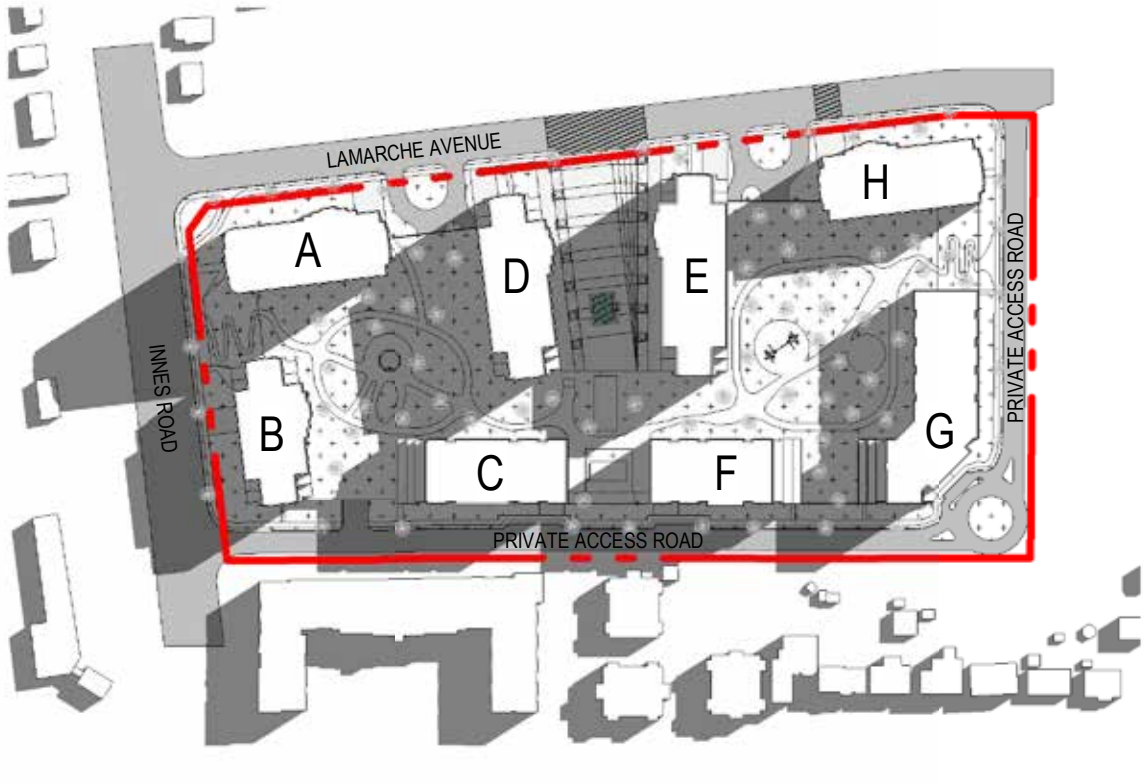 LAMARCHE AVENUE
H
A
D
E
PRIVATE ACCESS ROAD
INNES ROAD
B
G
C
F
PRIVATE ACCESS ROAD